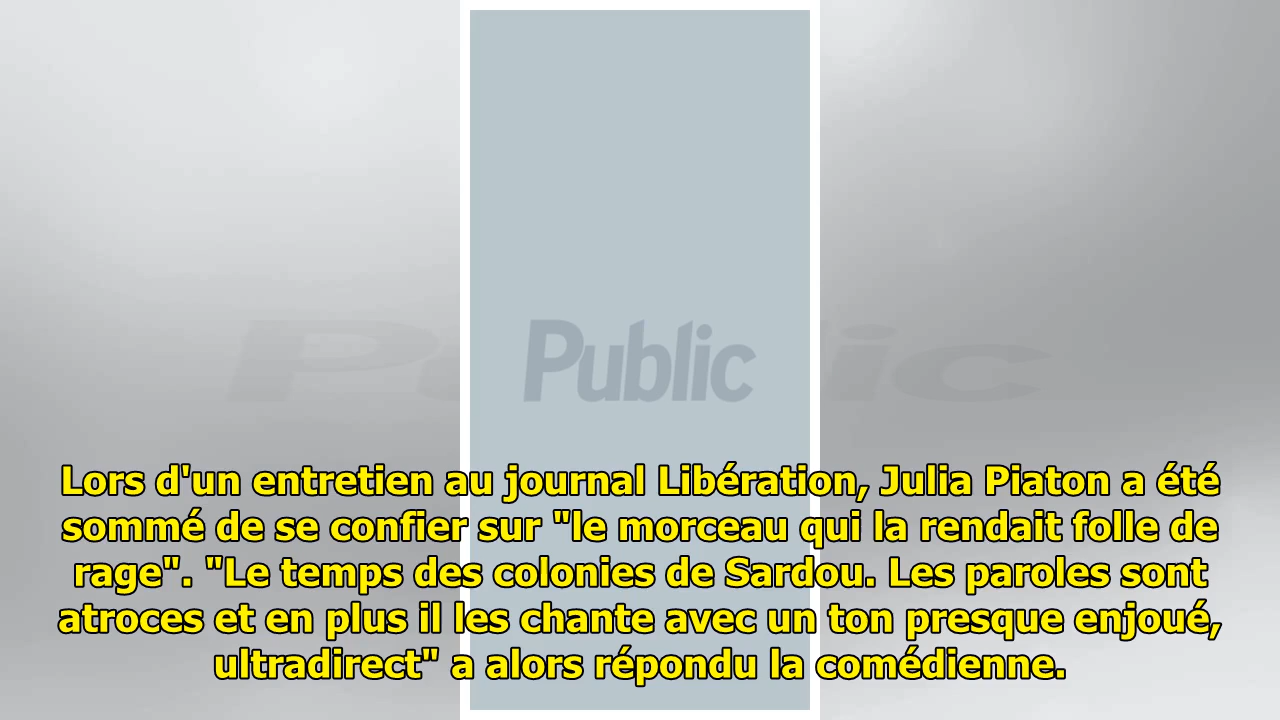 Public
Lors d'un entretien au journal Libération, Julia Piaton a été
sommé de se confier sur "le morceau qui la rendait folle de
rage". "Le temps des colonies de Sardou. Les paroles sont
atroces et en plus il les chante avec un ton presque enjoué,
ultradirect" a alors répondu la comédienne.